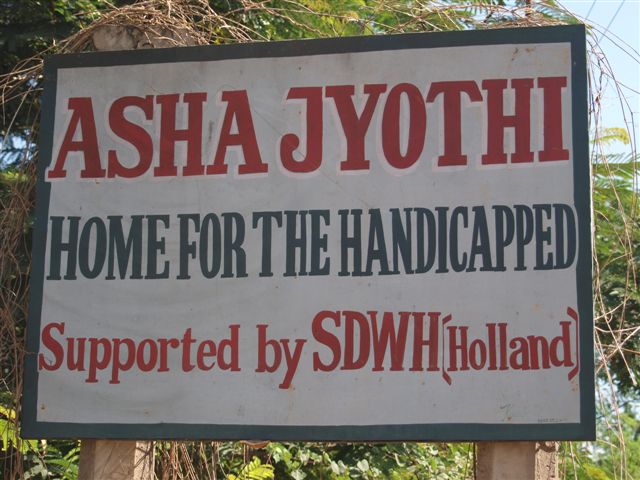 ASHA JYOTHI
HOME FOR THE HANDICAPPED
Supported by SDWH (Holland)